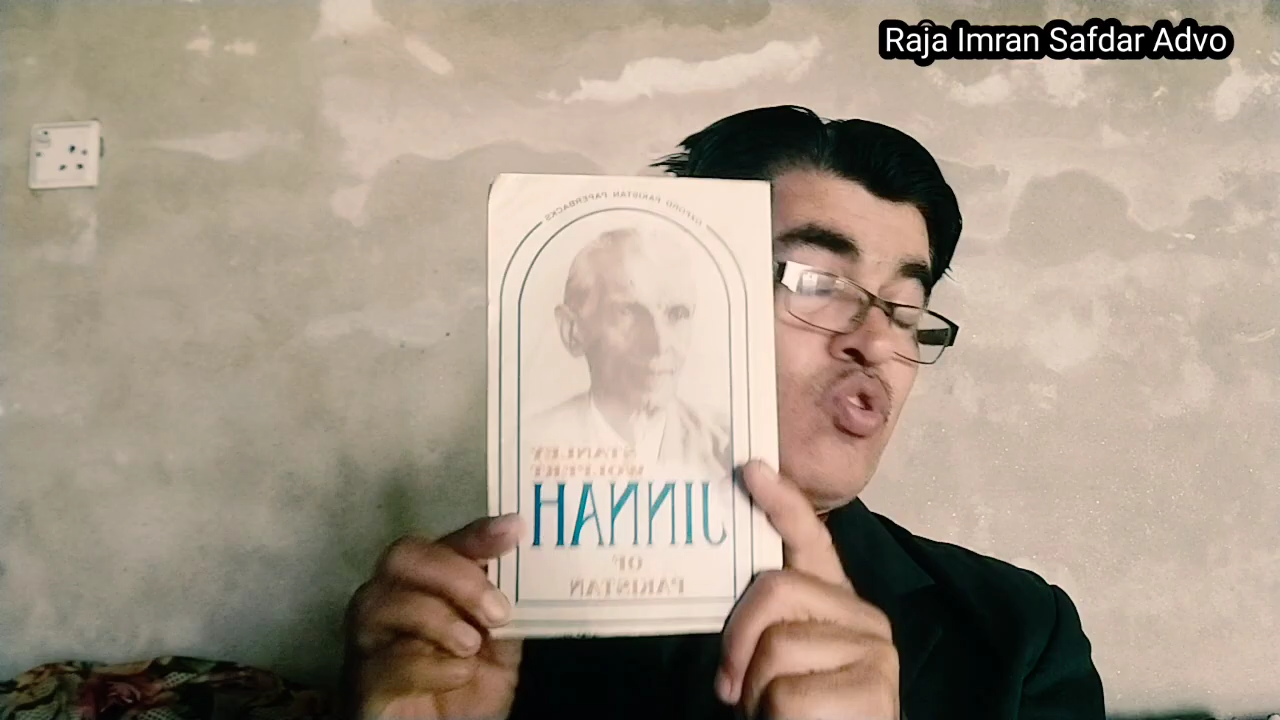 Raja Imran Safdar Advo
OXFORD PAKISTAN PAPERBACKS
STANLEY
WOLPERT
JINNAH
OF
PAKISTAN